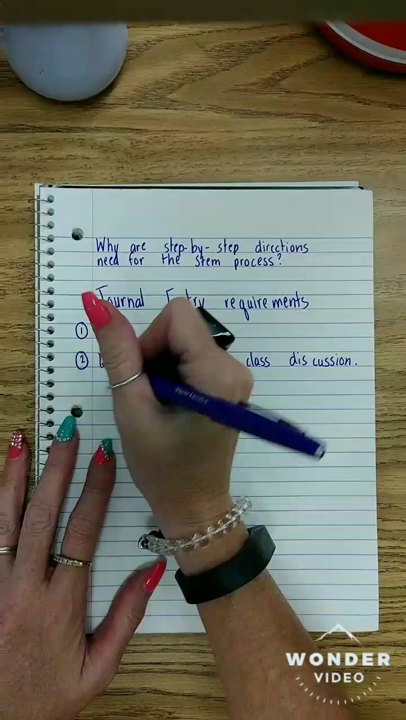 Why are step-by-step directions
need for the stem process?
Journal Entry requirements
①
② class discussion.
WONDER
VIDEO